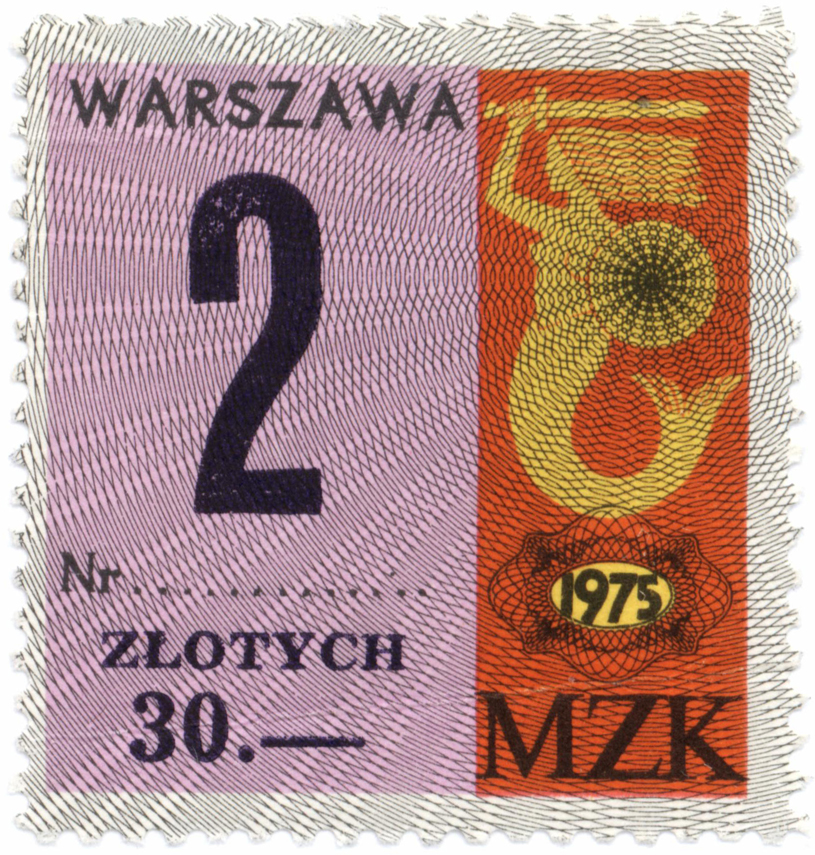 WARSZAWA
2
Nr..............
ZŁOTYCH
30.—
1975
MZK